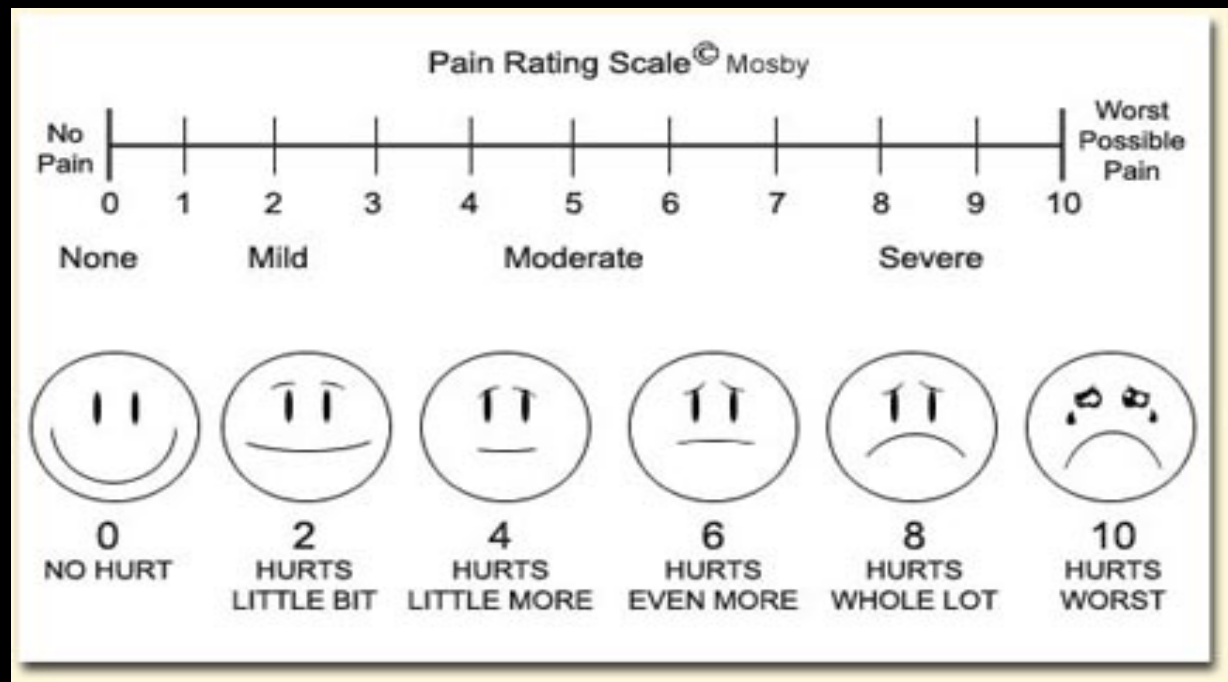 Pain Rating Scale© Mosby
No
Pain
Worst
Possible
Pain
0 1 2 3 4 5 6 7 8 9 10
None Mild Moderate Severe
0 2 4 6 8 10
NO HURT HURTS HURTS HURTS HURTS HURTS
LITTLE BIT LITTLE MORE EVEN MORE WHOLE LOT WORST